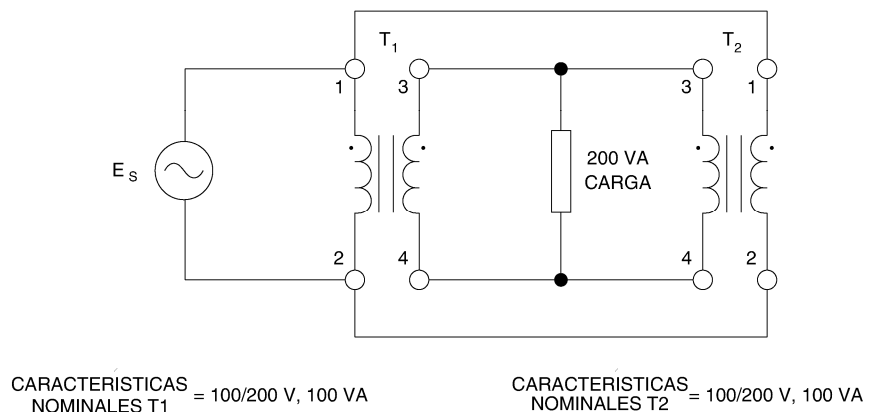 T1
T2
1
3
3
1
E S
200 VA
CARGA
2
4
4
2
CARACTERISTICAS
NOMINALES T1 = 100/200 V, 100 VA
CARACTERISTICAS
NOMINALES T2 = 100/200 V, 100 VA